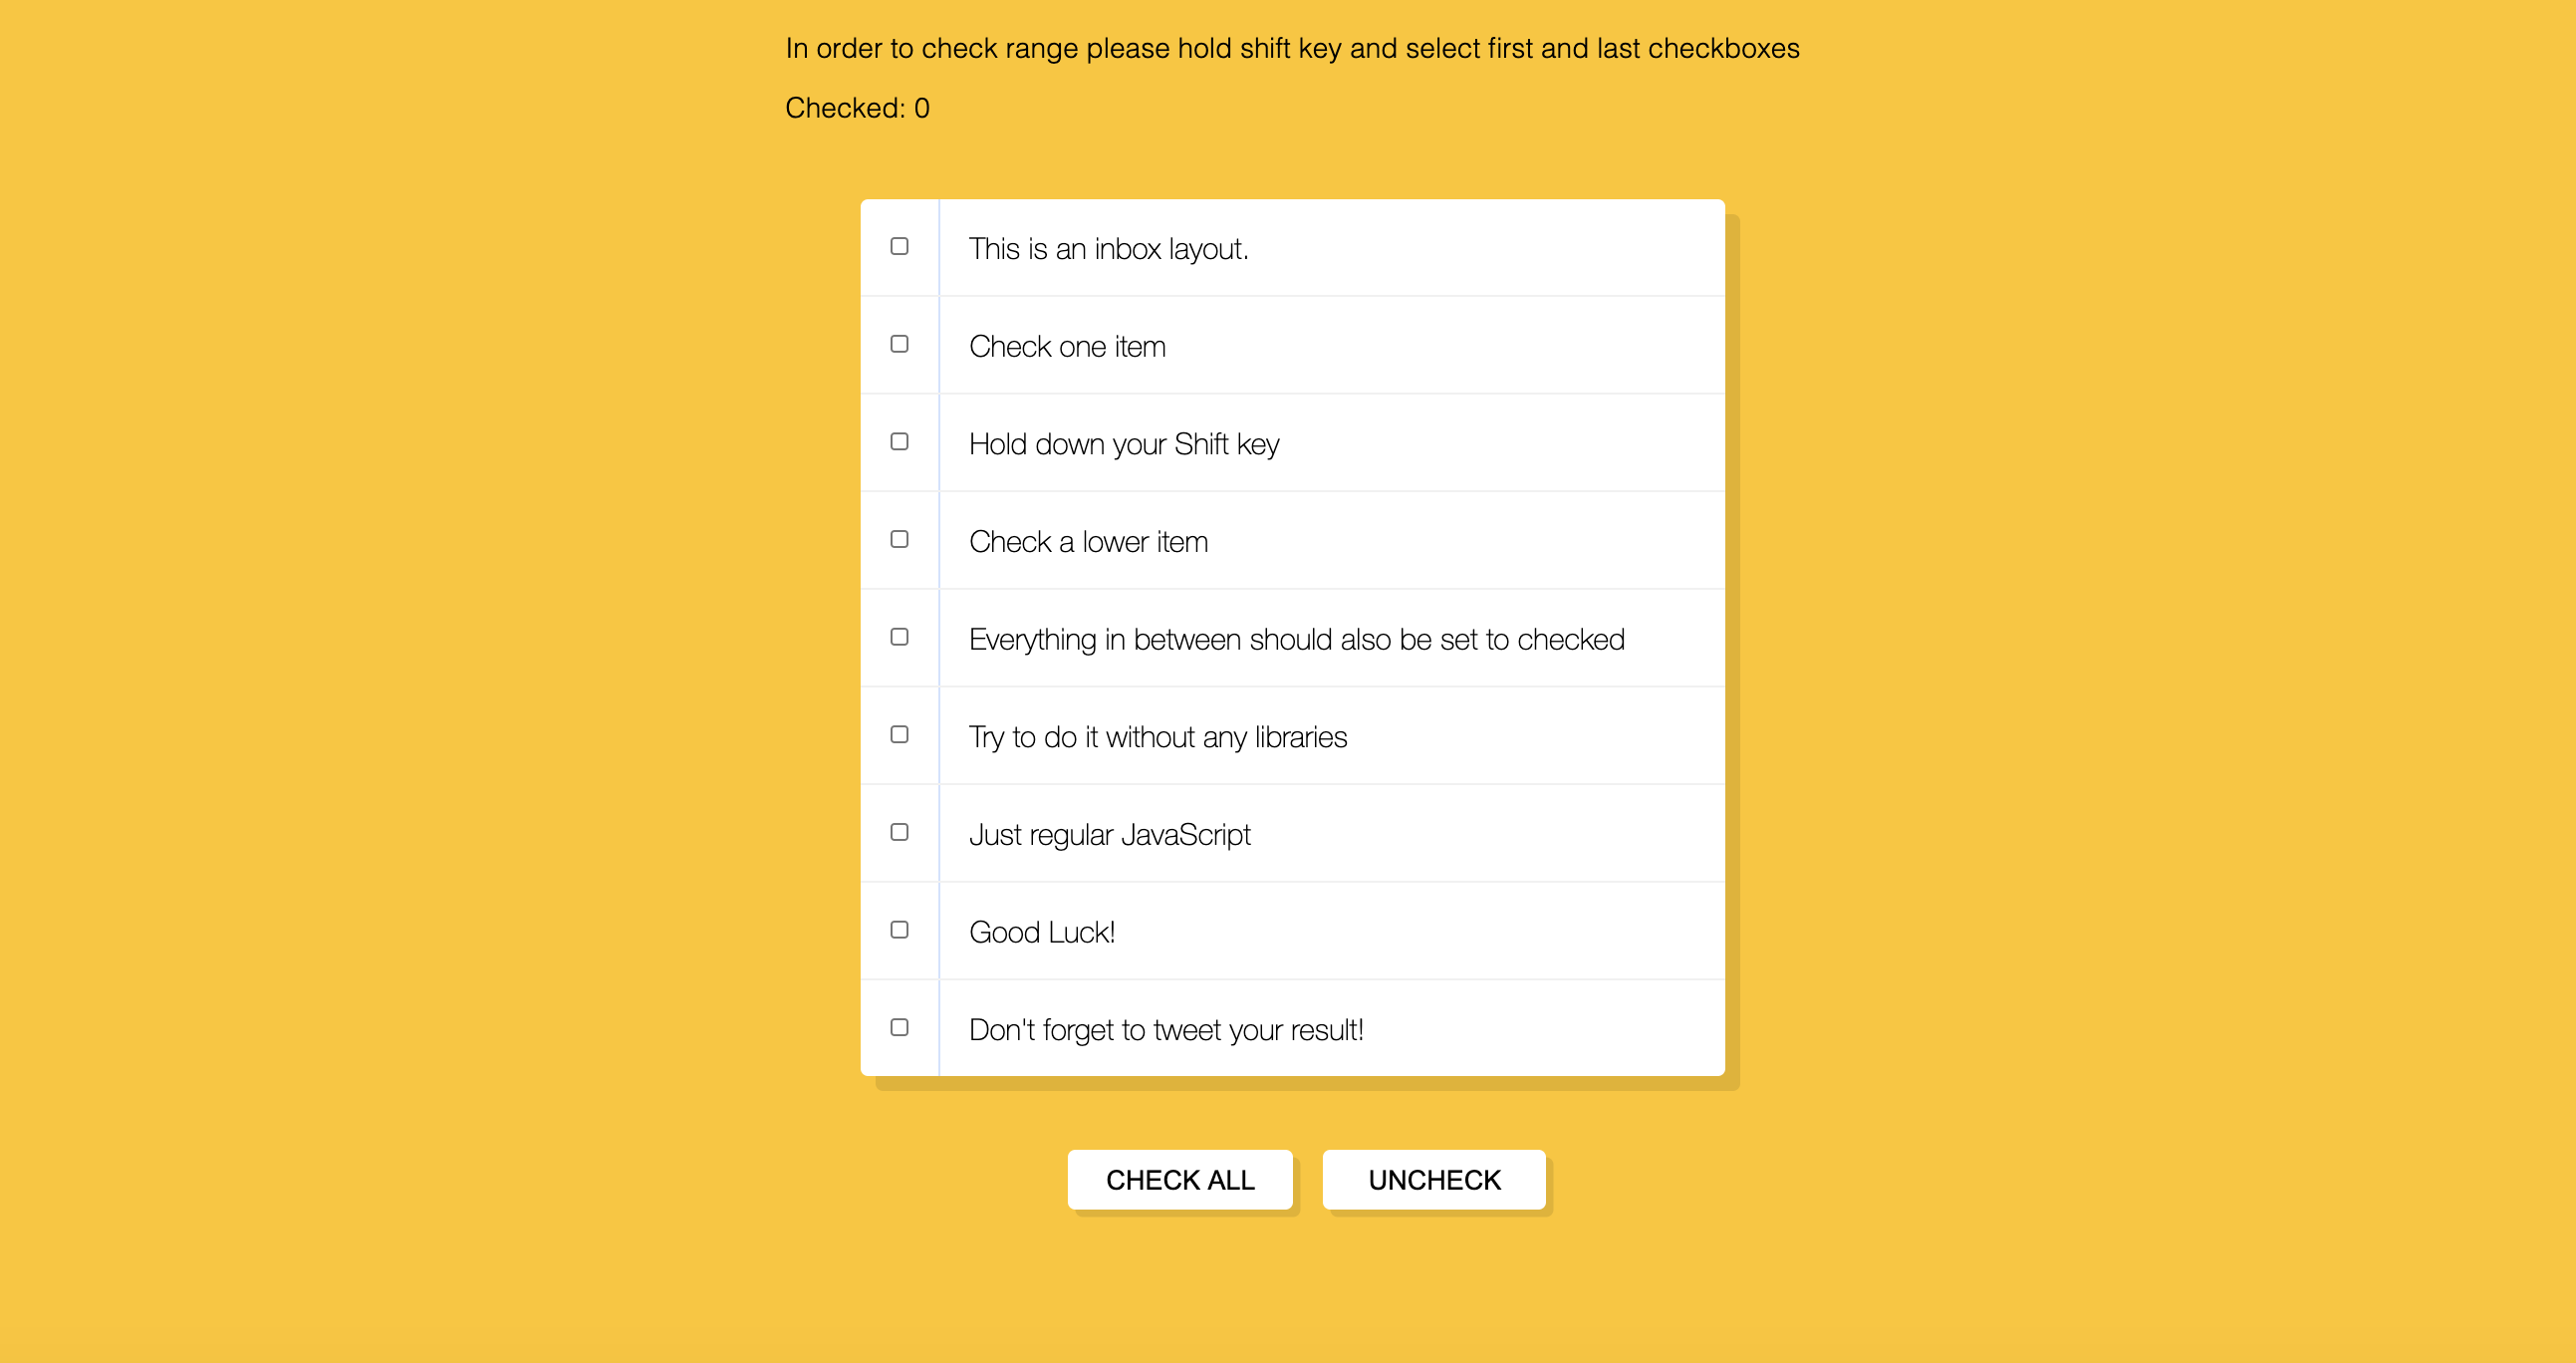 In order to check range please hold shift key and select first and last checkboxes
Checked: 0
This is an inbox layout.
Check one item
Hold down your Shift key
Check a lower item
Everything in between should also be set to checked
Try to do it without any libraries
Just regular JavaScript
Good Luck!
Don't forget to tweet your result!
CHECK ALL
UNCHECK